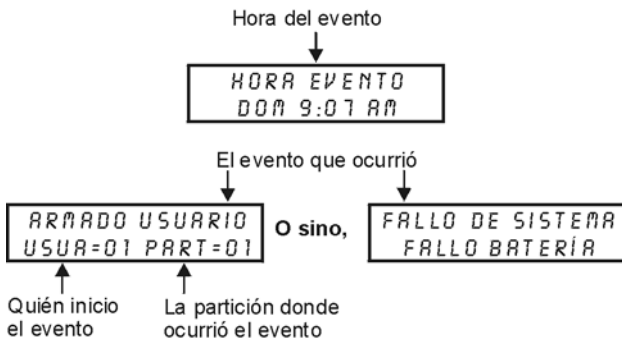 Hora del evento
HORA EVENTO
DOM 9:07 AM
El evento que ocurrió
ARMADO USUARIO
USUA=01 PART=01
O sino,
FALLO DE SISTEMA
FALLO BATERÍA
Quién inicio
el evento
La partición donde
ocurrió el evento